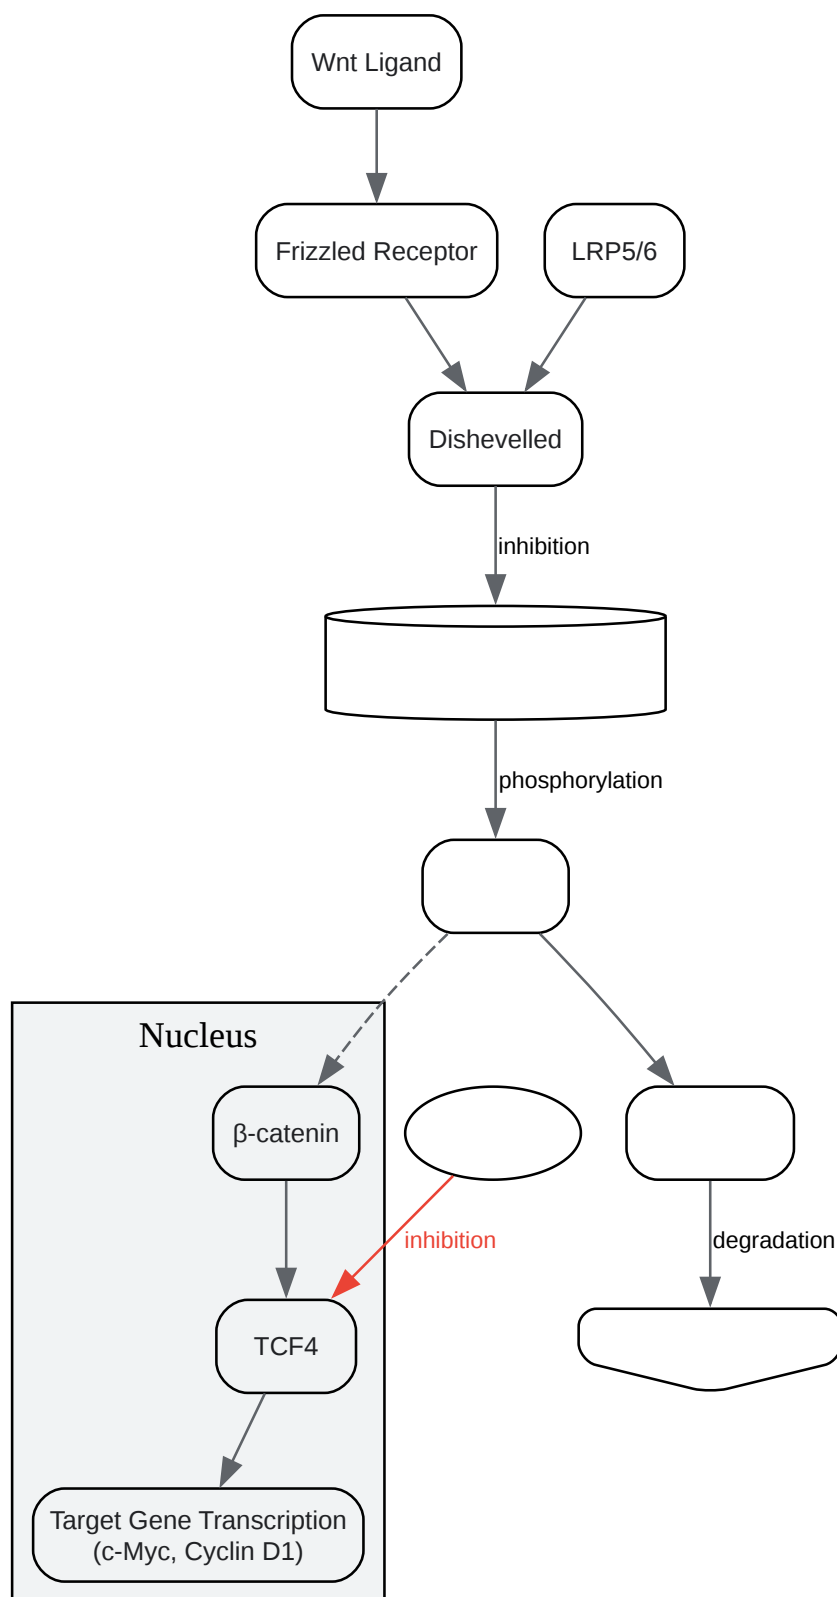 Wnt Ligand
Frizzled Receptor
LRP5/6
Dishevelled
inhibition
phosphorylation
Nucleus
β-catenin
inhibition
degradation
TCF4
Target Gene Transcription
(c-Myc, Cyclin D1)